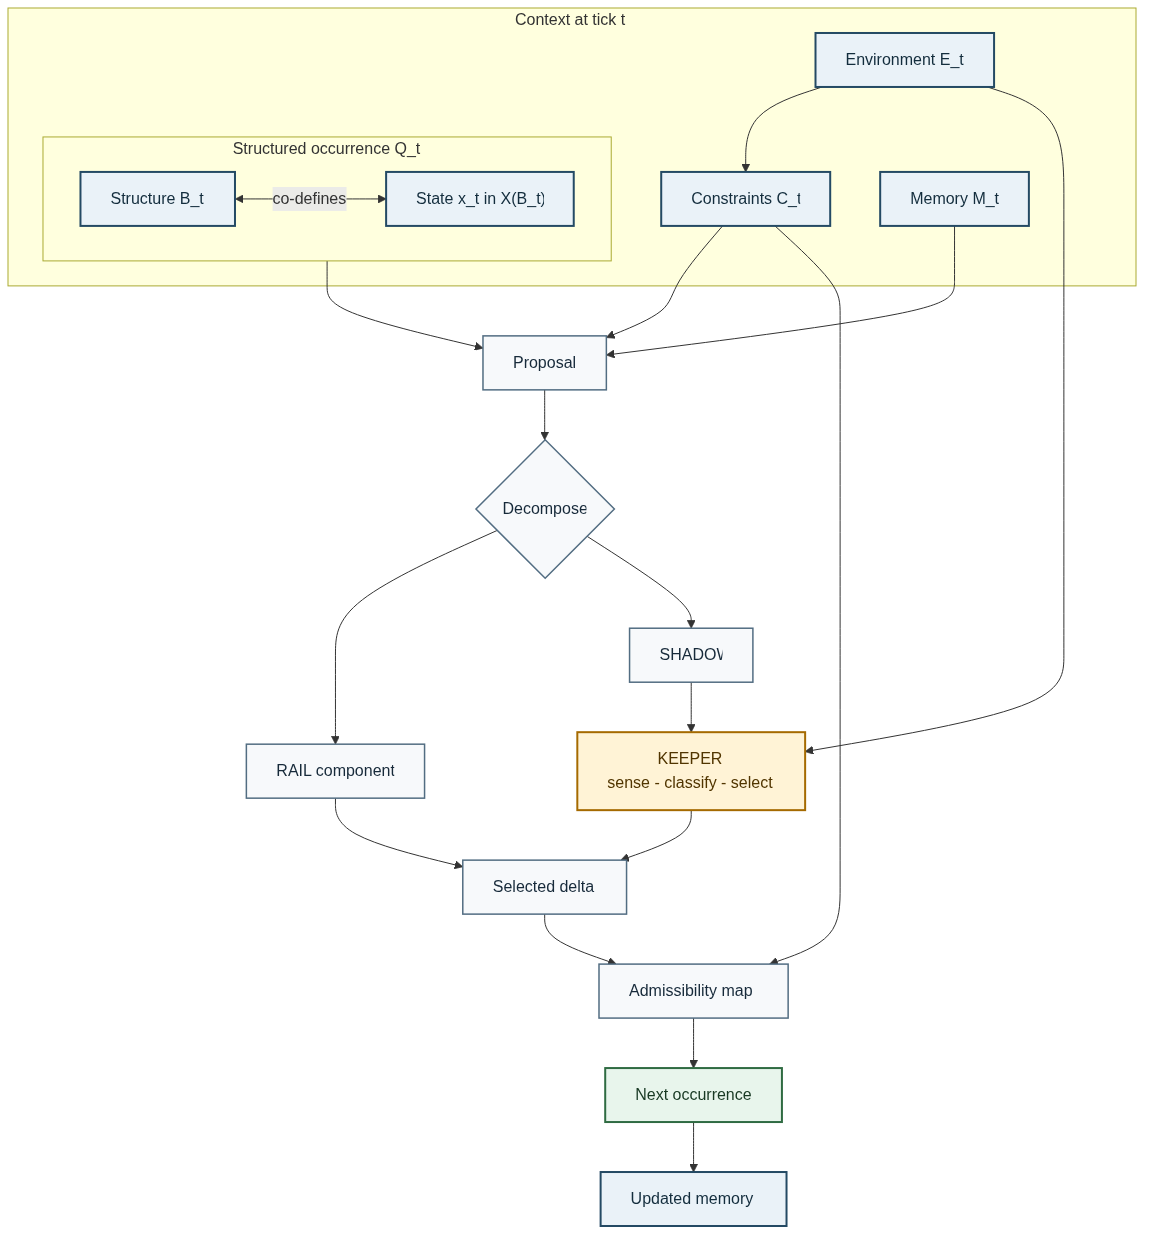 Context at tick t
Environment E_t
Structured occurrence Q_t
Structure B_t
co-defines
State x_t in X(B_t)
Constraints C_t
Memory M_t
Proposal
Decompose
SHADOW
RAIL component
KEEPER
sense - classify - select
Selected delta
Admissibility map
Next occurrence
Updated memory